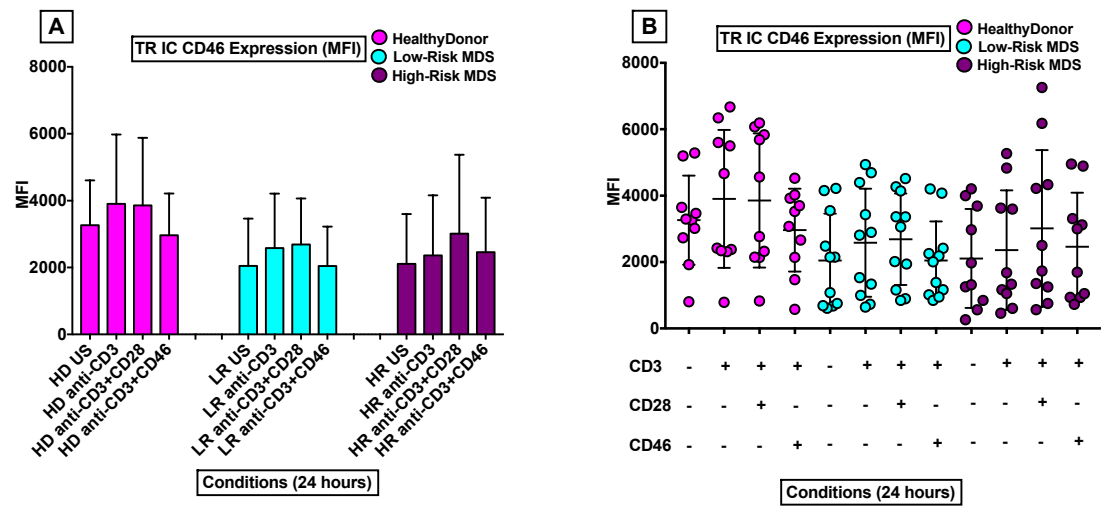 A
TR IC CD46 Expression (MFI)
HealthyDonor
Low-Risk MDS
High-Risk MDS
MFI
8000
6000
4000
2000
0
HD US
HD anti-CD3
HD anti-CD3+CD28
HD anti-CD3+CD46
LR US
LR anti-CD3
LR anti-CD3+CD28
LR anti-CD3+CD46
HR US
HR anti-CD3
HR anti-CD3+CD28
HR anti-CD3+CD46
Conditions (24 hours)
B
TR IC CD46 Expression (MFI)
HealthyDonor
Low-Risk MDS
High-Risk MDS
MFI
8000
6000
4000
2000
0
CD3 - + + + - + + + - + + +
CD28 - - + - - - + - - - + -
CD46 - - - + - - - + - - - +
Conditions (24 hours)